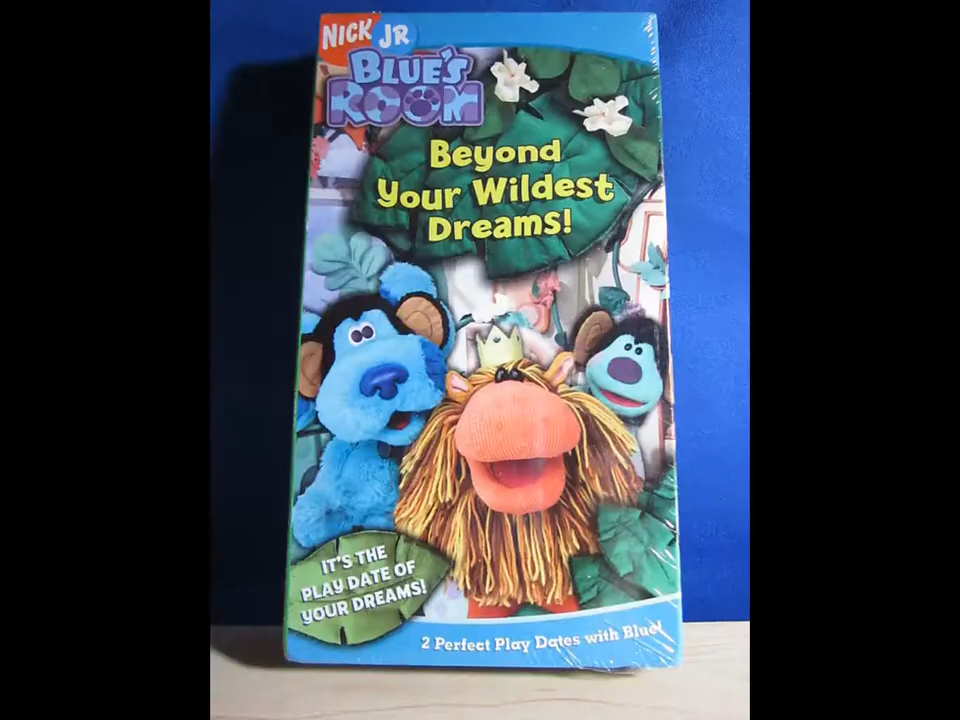 NICK JR
BLUE'S
ROOM
Beyond
Your Wildest
Dreams!
IT'S THE
PLAY DATE OF
YOUR DREAMS!
2 Perfect Play Dates with Blue!